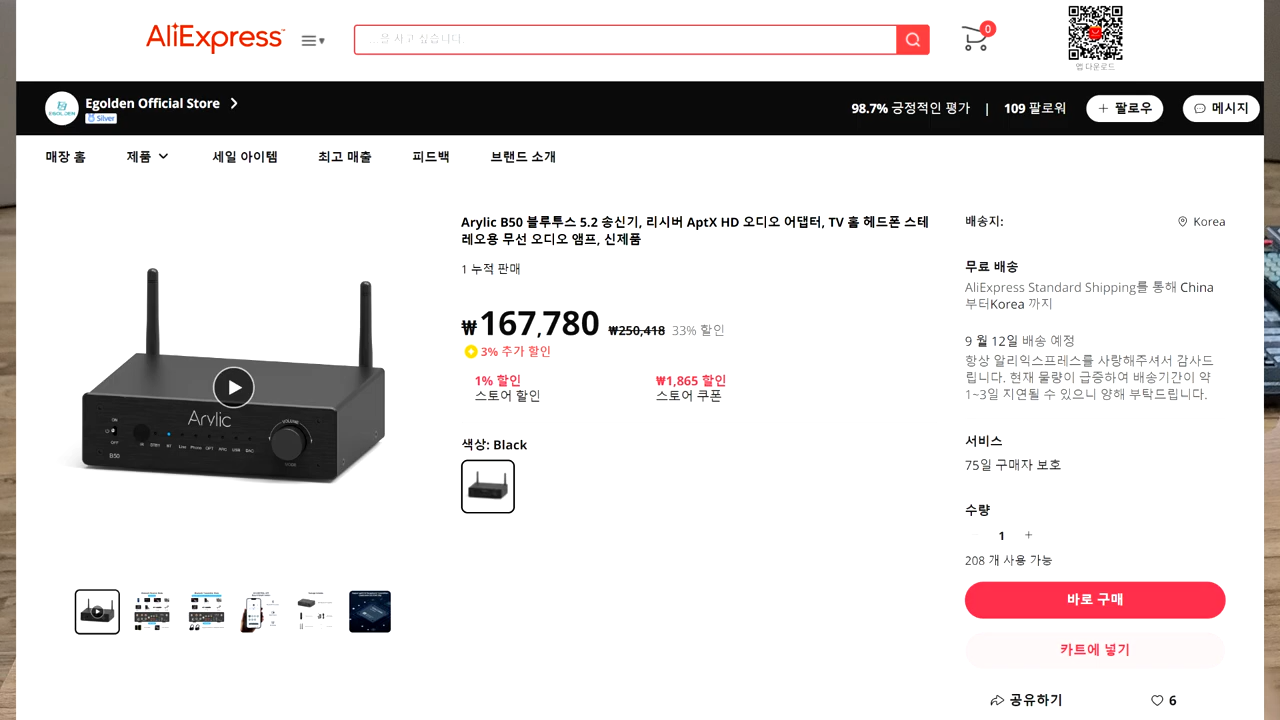 AliExpress
... 을 사고 싶습니다.
0
앱 다운로드
Egolden Official Store
Silver
98.7% 긍정적인 평가 | 109 팔로워
+ 팔로우
메시지
매장 홈
제품
세일 아이템
최고 매출
피드백
브랜드 소개
Arylic B50 블루투스 5.2 송신기, 리시버 AptX HD 오디오 어댑터, TV 홈 헤드폰 스테
레오용 무선 오디오 앰프, 신제품
1 누적 판매
₩167,780 ₩250,418 33% 할인
3% 추가 할인
1% 할인
스토어 할인
₩1,865 할인
스토어 쿠폰
색상: Black
Arylic
ON
OFF
B50
VOLUME
배송지:
Korea
무료 배송
AliExpress Standard Shipping를 통해 China
부터Korea 까지
9 월 12일 배송 예정
항상 알리익스프레스를 사랑해주셔서 감사드
립니다. 현재 물량이 급증하여 배송기간이 약
1~3일 지연될 수 있으니 양해 부탁드립니다.
서비스
75일 구매자 보호
수량
1 +
208 개 사용 가능
바로 구매
카트에 넣기
공유하기
6